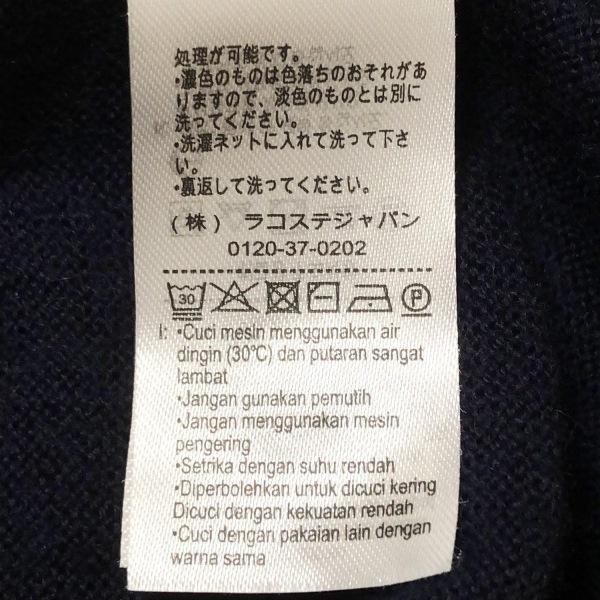 処理が可能です。
・濃色のものは色落ちのおそれがあ
りますので、淡色のものとは別に
洗ってください。
・洗濯ネットに入れて洗って下さ
い。
・裏返して洗ってください。
(株) ラコステジャパン
0120-37-0202
30
I: •Cuci mesin menggunakan air
dingin (30°C) dan putaran sangat
lambat
•Jangan gunakan pemutih
•Jangan menggunakan mesin
pengering
•Setrika dengan suhu rendah
•Diperbolehkan untuk dicuci kering
Dicuci dengan kekuatan rendah
•Cuci dengan pakaian lain dengan
warna sama